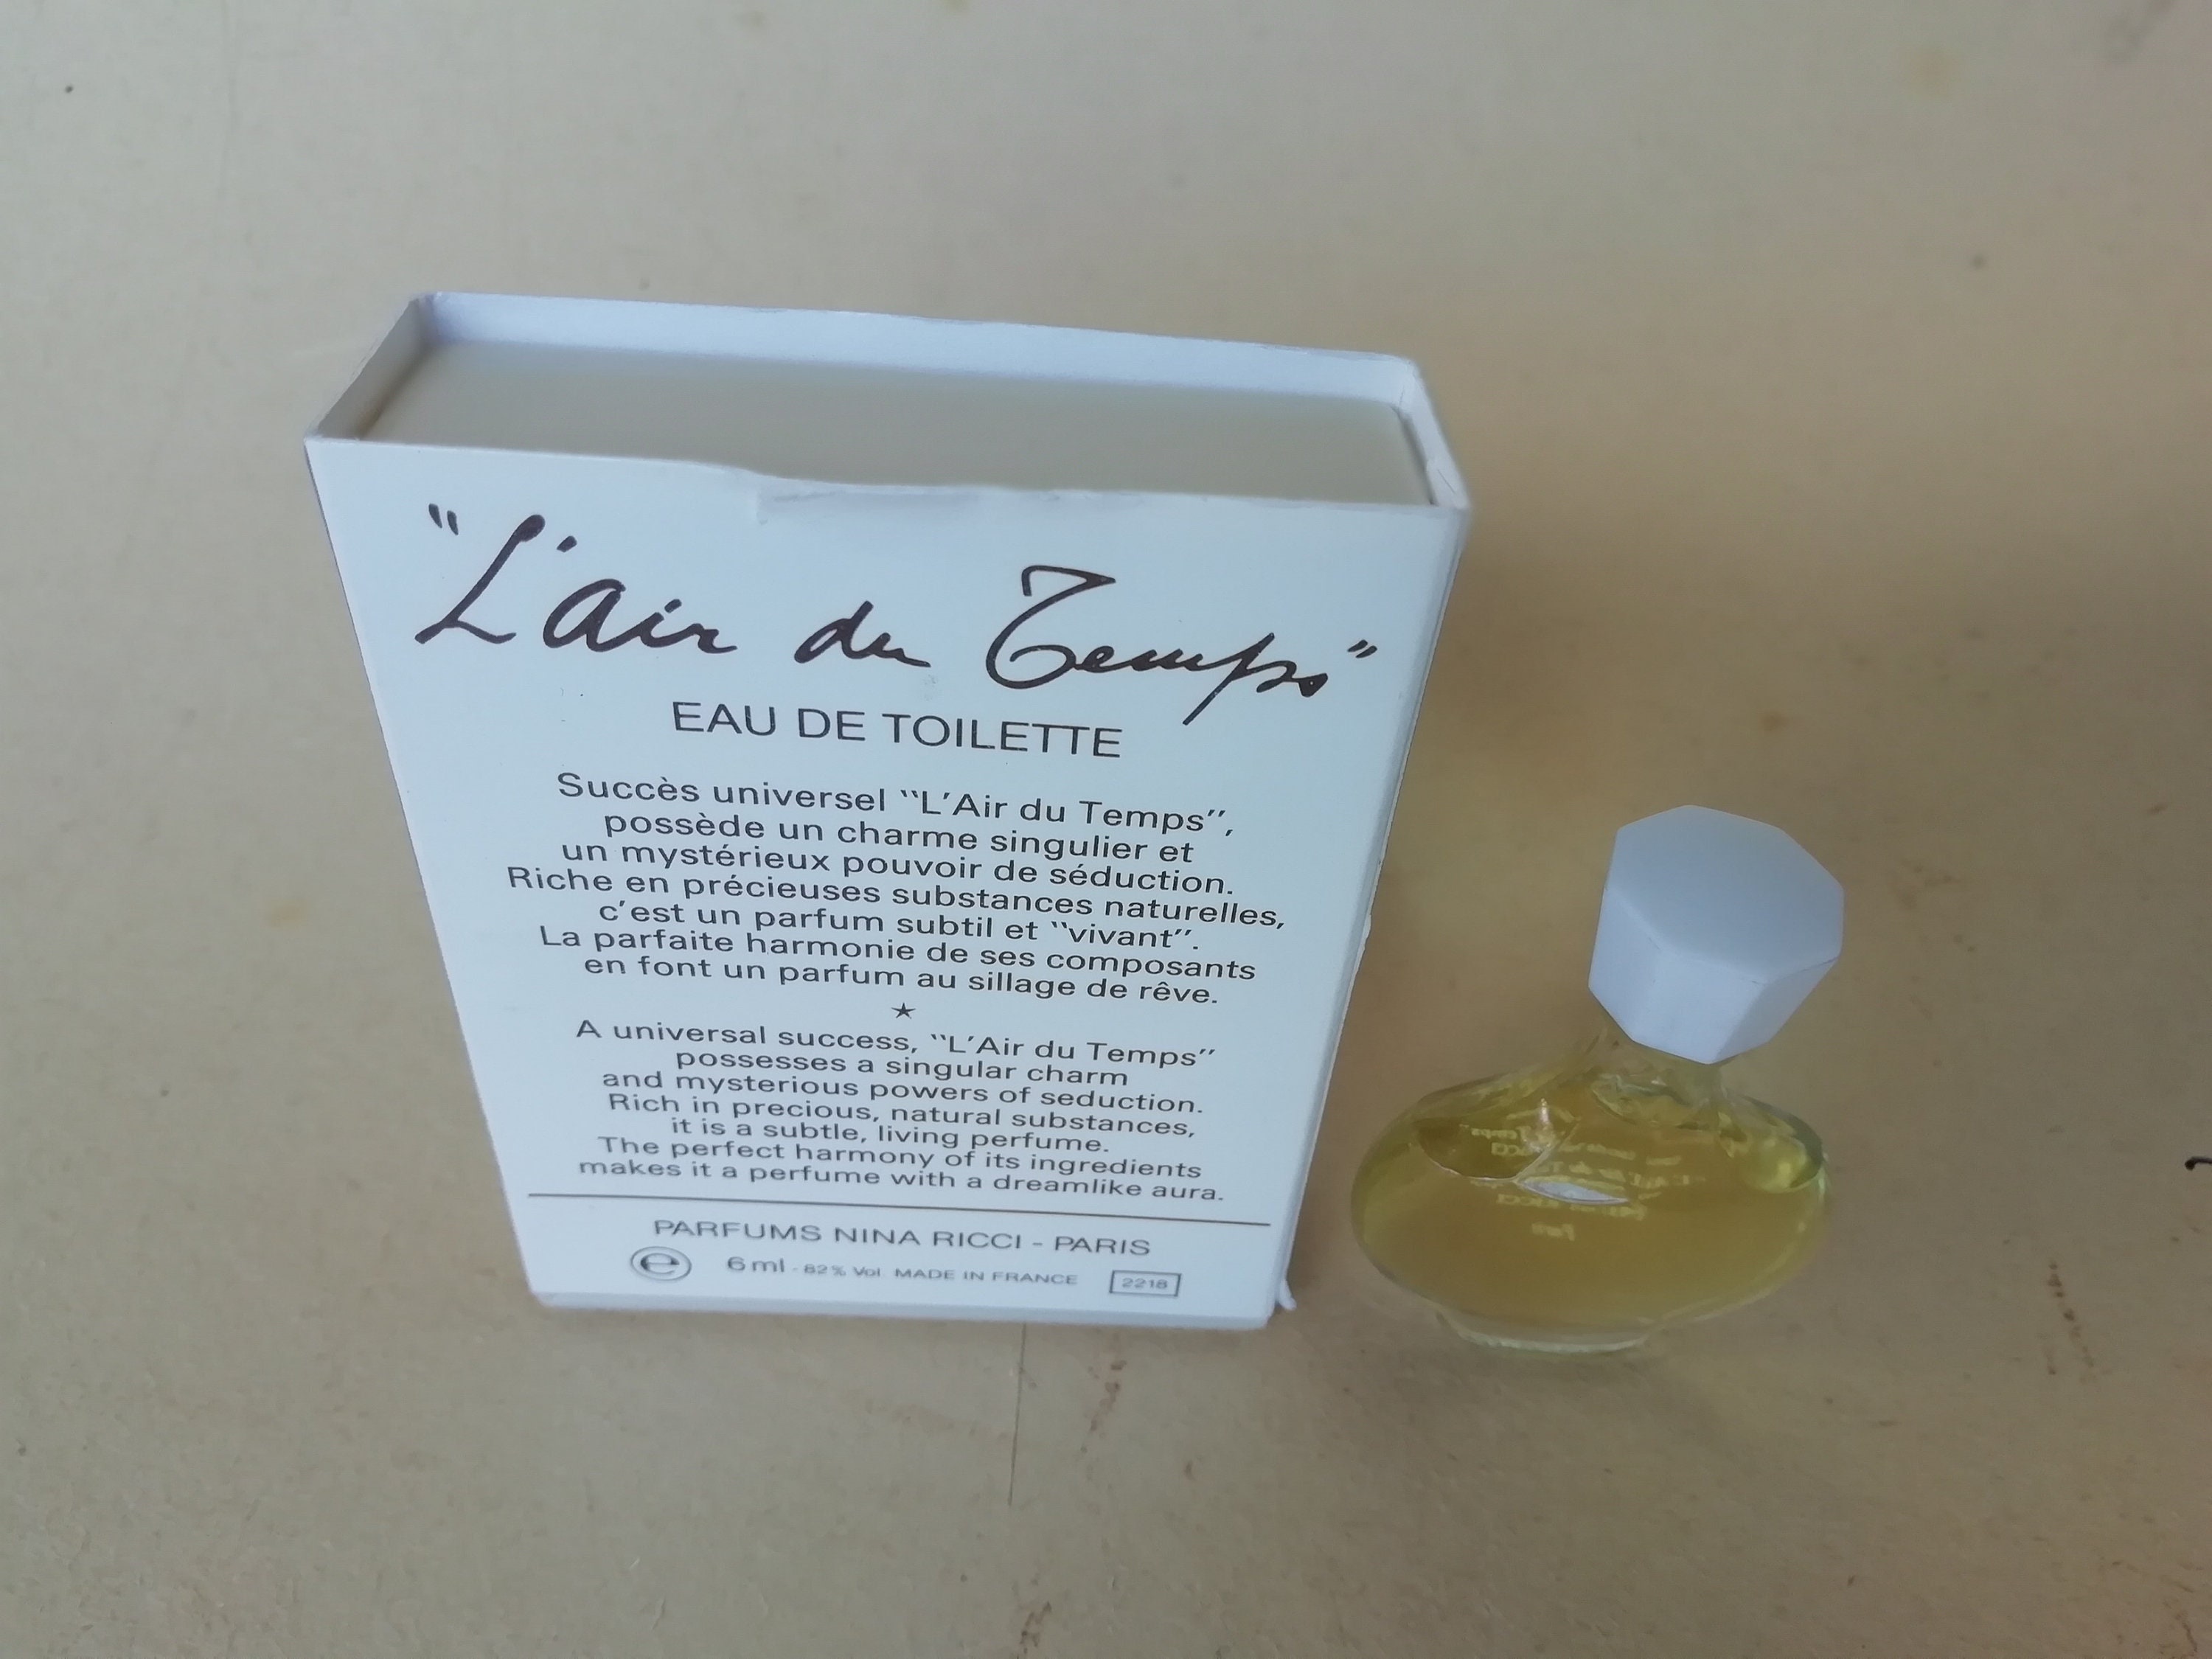 "L'Air du Temps"
EAU DE TOILETTE
Succès universel "L'Air du Temps",
possède un charme singulier et
un mystérieux pouvoir de séduction.
Riche en précieuses substances naturelles,
c'est un parfum subtil et "vivant".
La parfaite harmonie de ses composants
en font un parfum au sillage de rêve.
★
A universal success, "L'Air du Temps"
possesses a singular charm
and mysterious powers of seduction.
Rich in precious, natural substances,
it is a subtle, living perfume.
The perfect harmony of its ingredients
makes it a perfume with a dreamlike aura.
PARFUMS NINA RICCI - PARIS
e 6 ml - 82% Vol MADE IN FRANCE 2218